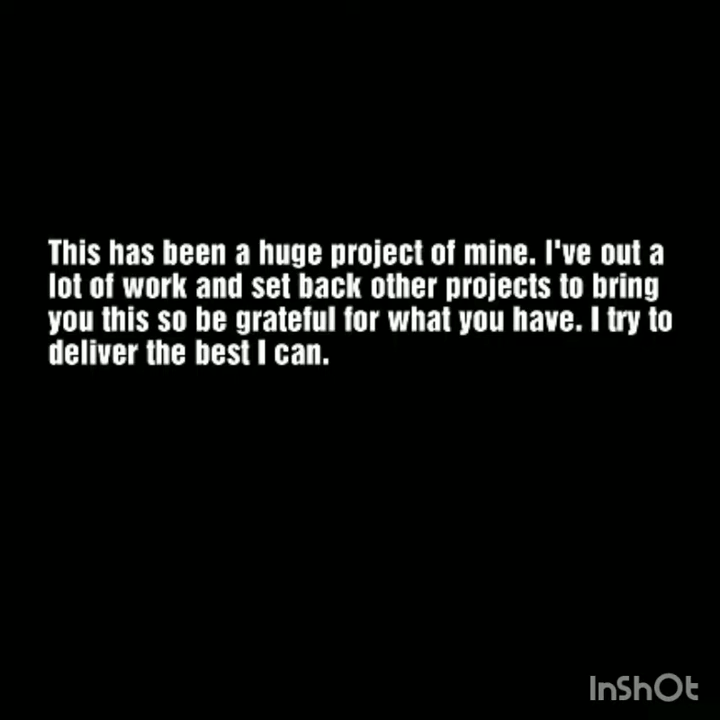 This has been a huge project of mine. I've out a
lot of work and set back other projects to bring
you this so be grateful for what you have. I try to
deliver the best I can.
InShOt